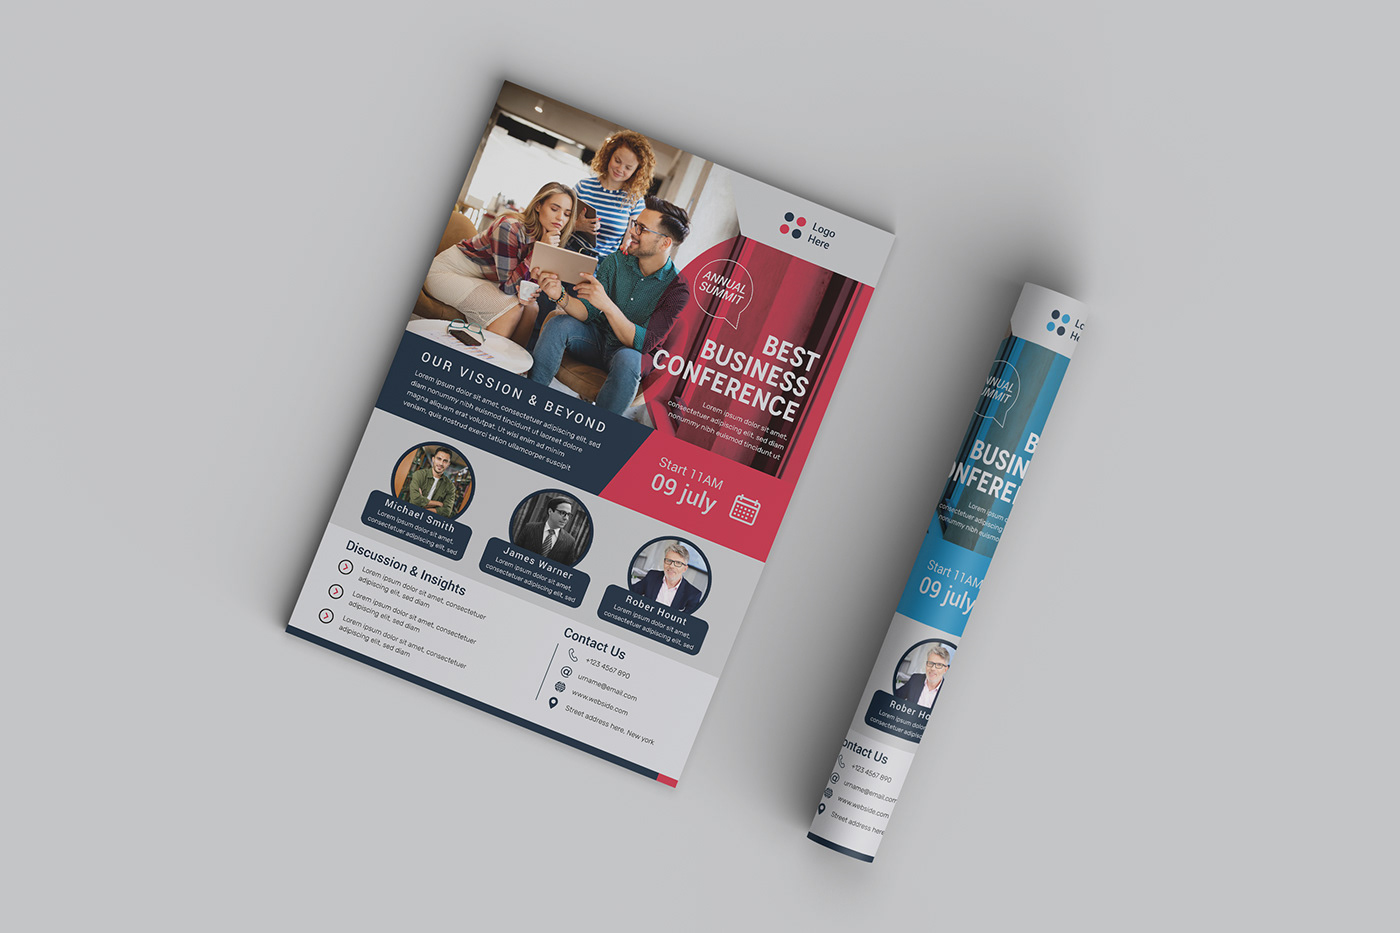 Logo
Here
ANNUAL
SUMMIT
BEST
BUSINESS
CONFERENCE
Lorem ipsum dolor sit amet,
consectetuer adipiscing elit, sed diam
nonummy nibh euismod tincidunt ut
OUR VISSION & BEYOND
Lorem ipsum dolor sit amet, consectetuer adipiscing elit, sed
diam nonummy nibh euismod tincidunt ut laoreet dolore
magna aliquam erat volutpat. Ut wisi enim ad minim
veniam, quis nostrud exerci tation ullamcorper suscipit
Start 11AM
09 july
Michael Smith
Lorem ipsum dolor sit amet,
consectetuer adipiscing elit, sed
James Warner
Lorem ipsum dolor sit amet,
consectetuer adipiscing elit, sed
Rober Hount
Lorem ipsum dolor sit amet,
consectetuer adipiscing elit, sed
Discussion & Insights
Lorem ipsum dolor sit amet, consectetuer
adipiscing elit, sed diam
Lorem ipsum dolor sit amet, consectetuer
adipiscing elit, sed diam
Lorem ipsum dolor sit amet, consectetuer
adipiscing elit, sed diam
Contact Us
+123 4567 890
urname@email.com
www.webside.com
Street address here, New york
Lo
He
NNUAL
UMMIT
B
BUSIN
ONFERE
Lorem ipsum d
consectetuer adipiscing
nonummy nibh euismo
Start 11AM
09 july
Rober Ho
Lorem ipsum dolo
consectetuer adipiscing
ontact Us
+123 4567 890
urname@email.com
www.webside.com
Street address here